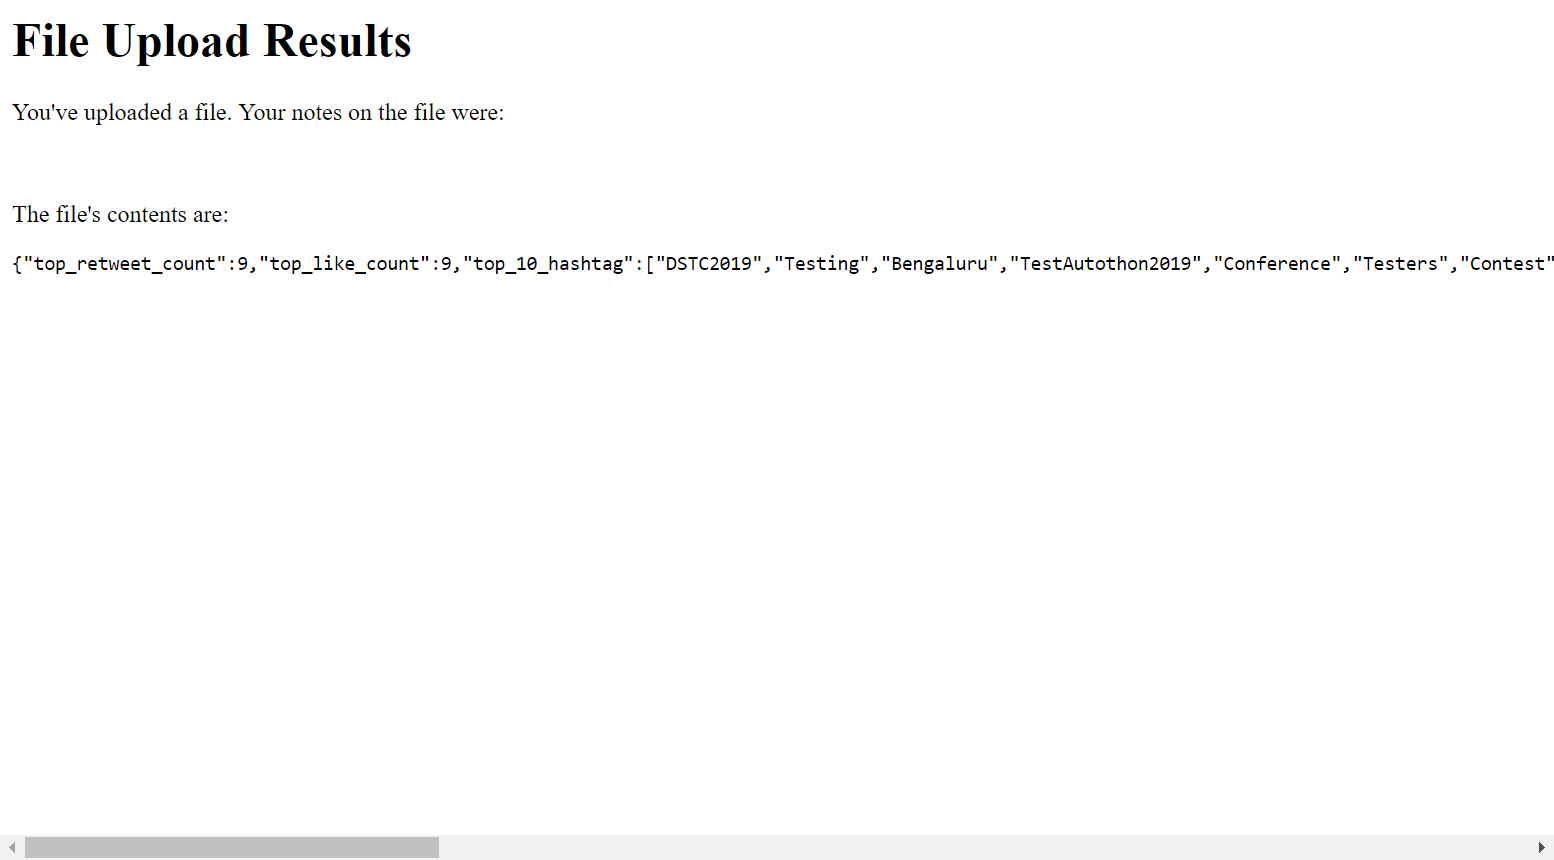 File Upload Results
You've uploaded a file. Your notes on the file were:
The file's contents are:
{"top_retweet_count":9,"top_like_count":9,"top_10_hashtag":["DSTC2019","Testing","Bengaluru","TestAutothon2019","Conference","Testers","Contest"